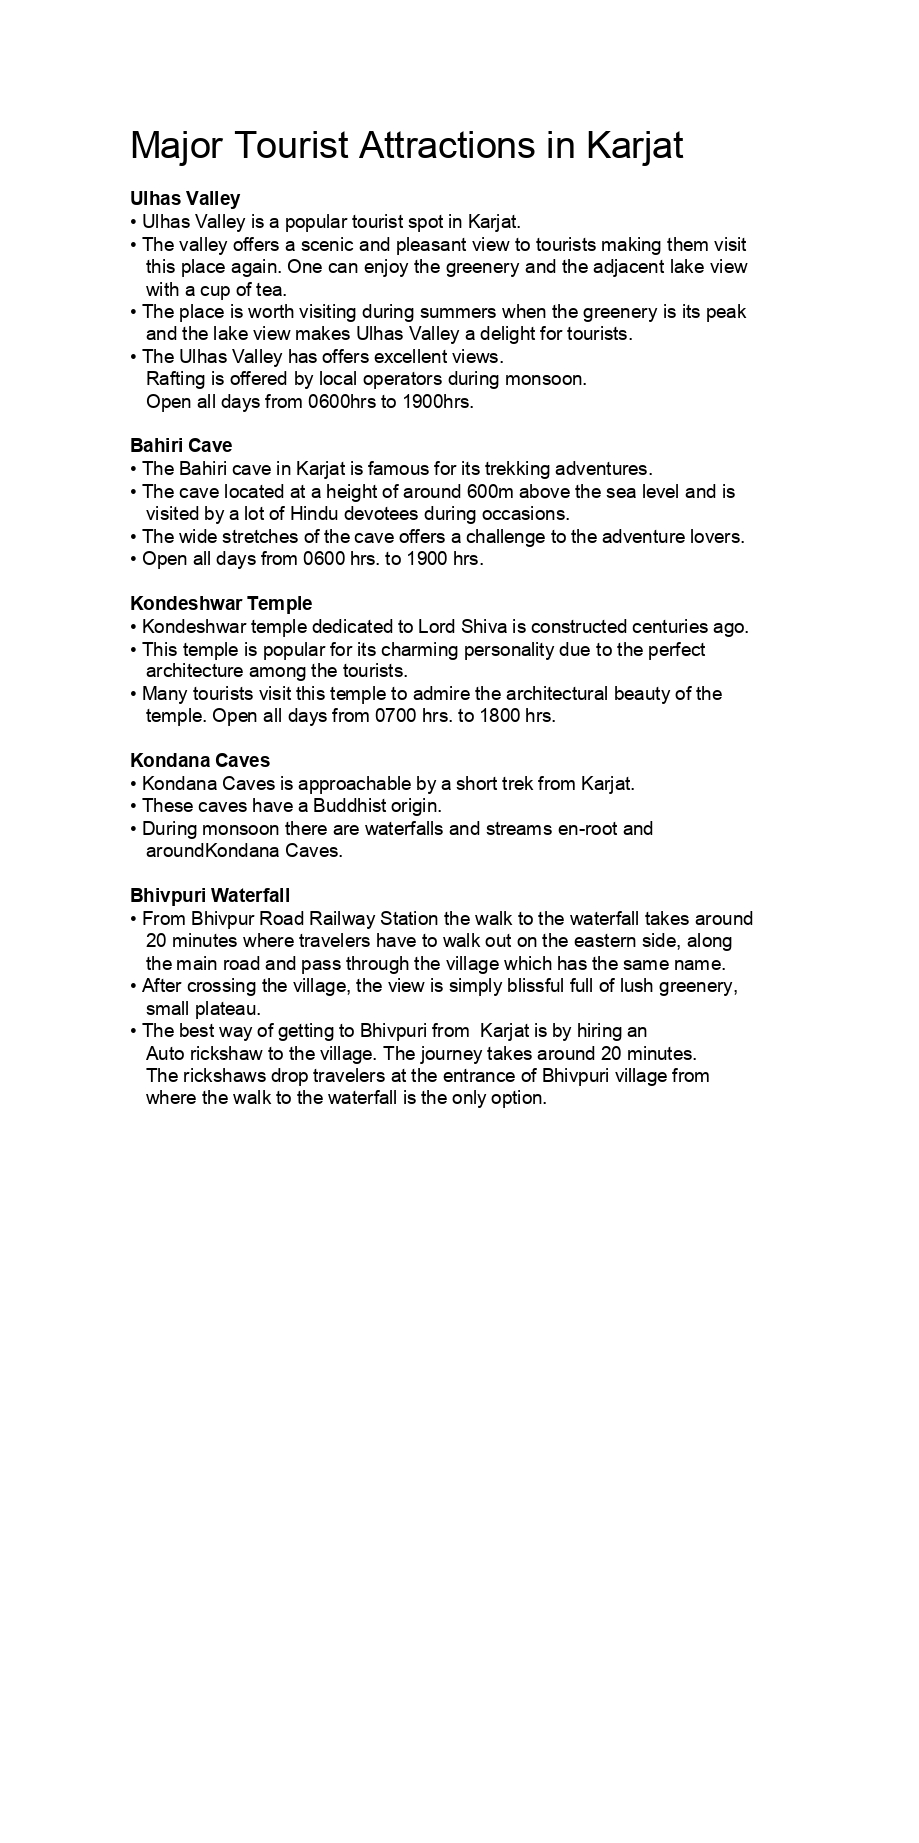 Major Tourist Attractions in Karjat
Ulhas Valley
• Ulhas Valley is a popular tourist spot in Karjat.
• The valley offers a scenic and pleasant view to tourists making them visit
this place again. One can enjoy the greenery and the adjacent lake view
with a cup of tea.
• The place is worth visiting during summers when the greenery is its peak
and the lake view makes Ulhas Valley a delight for tourists.
• The Ulhas Valley has offers excellent views.
Rafting is offered by local operators during monsoon.
Open all days from 0600hrs to 1900hrs.
Bahiri Cave
• The Bahiri cave in Karjat is famous for its trekking adventures.
• The cave located at a height of around 600m above the sea level and is
visited by a lot of Hindu devotees during occasions.
• The wide stretches of the cave offers a challenge to the adventure lovers.
• Open all days from 0600 hrs. to 1900 hrs.
Kondeshwar Temple
• Kondeshwar temple dedicated to Lord Shiva is constructed centuries ago.
• This temple is popular for its charming personality due to the perfect
architecture among the tourists.
• Many tourists visit this temple to admire the architectural beauty of the
temple. Open all days from 0700 hrs. to 1800 hrs.
Kondana Caves
• Kondana Caves is approachable by a short trek from Karjat.
• These caves have a Buddhist origin.
• During monsoon there are waterfalls and streams en-root and
aroundKondana Caves.
Bhivpuri Waterfall
• From Bhivpur Road Railway Station the walk to the waterfall takes around
20 minutes where travelers have to walk out on the eastern side, along
the main road and pass through the village which has the same name.
• After crossing the village, the view is simply blissful full of lush greenery,
small plateau.
• The best way of getting to Bhivpuri from  Karjat is by hiring an
Auto rickshaw to the village. The journey takes around 20 minutes.
The rickshaws drop travelers at the entrance of Bhivpuri village from
where the walk to the waterfall is the only option.